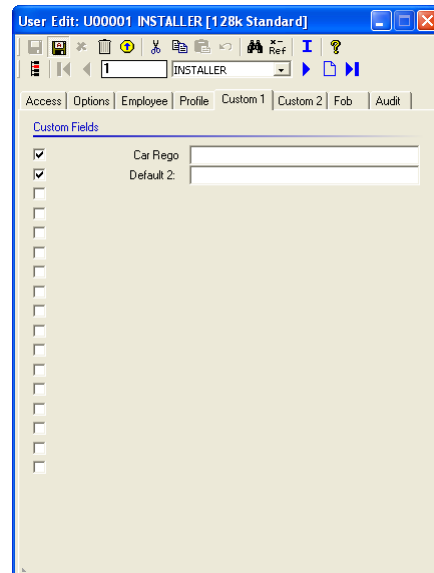 User Edit: U00001 INSTALLER [128k Standard]
x-
Ref I ?
1 INSTALLER
Access Options Employee Profile Custom 1 Custom 2 Fob Audit
Custom Fields
Car Rego
Default 2: